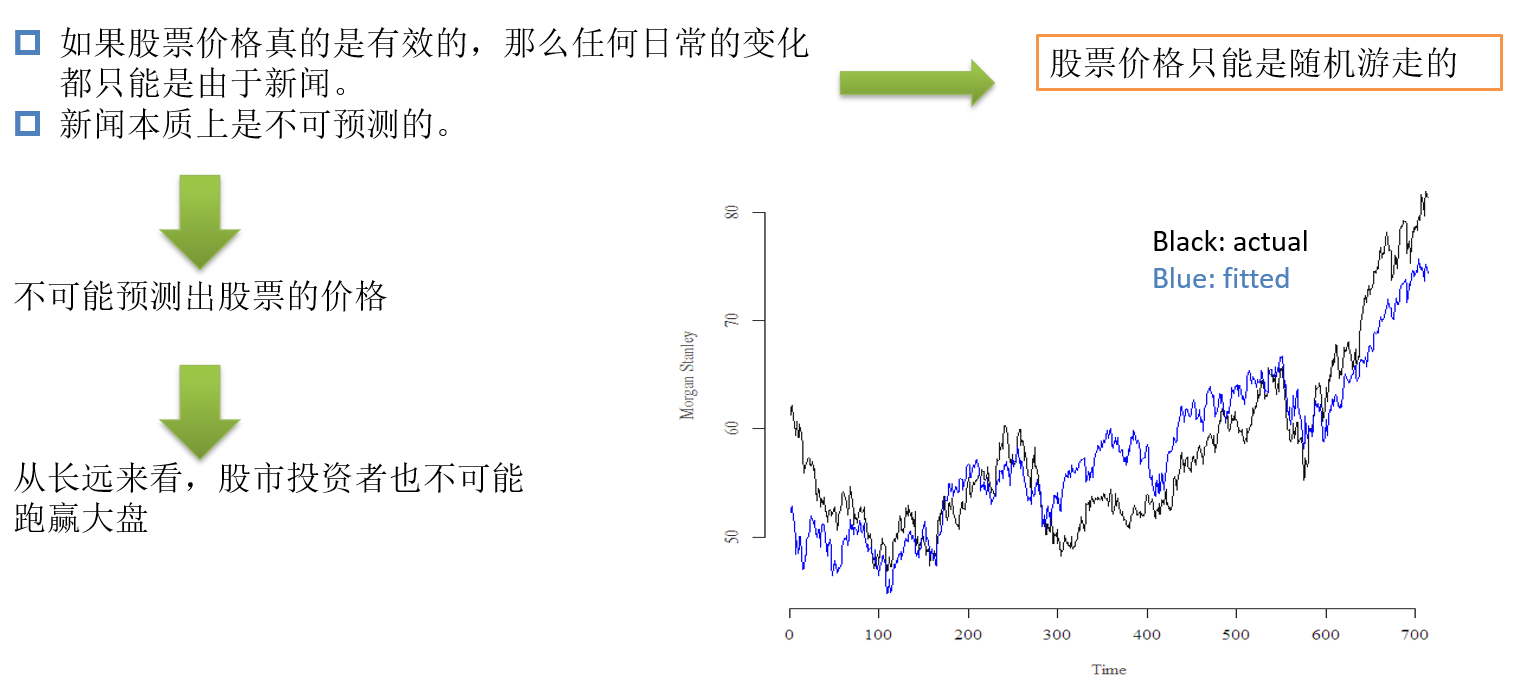 如果股票价格真的是有效的，那么任何日常的变化
都只能是由于新闻。
新闻本质上是不可预测的。
股票价格只能是随机游走的
不可能预测出股票的价格
从长远来看，股市投资者也不可能
跑赢大盘
Black: actual
Blue: fitted
Morgan Stanley
80
70
60
50
0 100 200 300 400 500 600 700
Time